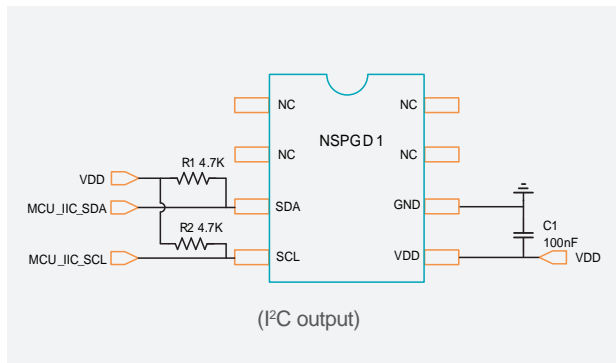 NC
NC
NSPGD1
NC
NC
R1 4.7K
VDD
MCU_IIC_SDA
SDA
GND
C1
100nF
R2 4.7K
MCU_IIC_SCL
SCL
VDD
VDD
(I²C output)